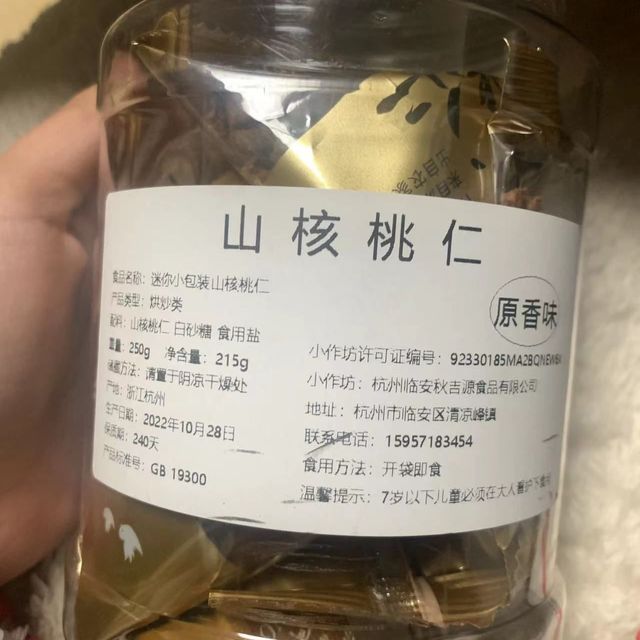 山核桃仁
食品名称：迷你小包装山核桃仁
产品类型：烘炒类
配料：山核桃仁 白砂糖 食用盐
重量：250g 净含量：215g
储藏方法：清置于阴凉干燥处
产地：浙江杭州
生产日期：2022年10月28日
保质期：240天
产品标准号：GB 19300
原香味
小作坊许可证编号：92330185MA2BQNEW
小作坊：杭州临安秋吉源食品有限公司
地址：杭州市临安区清凉峰镇
联系电话：15957183454
食用方法：开袋即食
温馨提示：7岁以下儿童必须在大人看护下食用